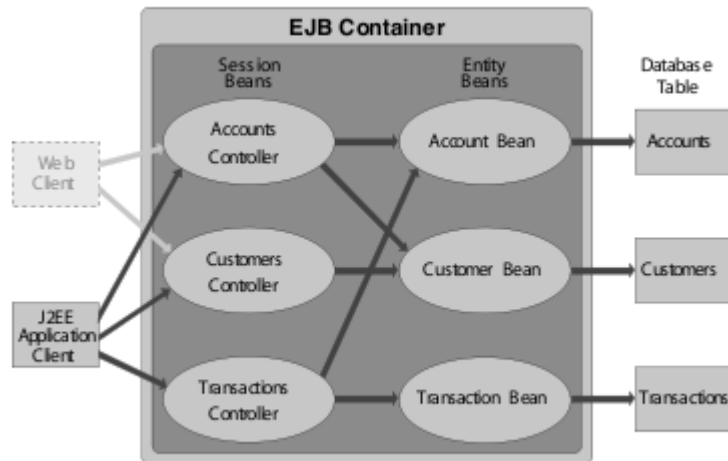 EJB Container
Session
Beans
Entity
Beans
Database
Table
Accounts
Controller
Account Bean
Accounts
Web
Client
Customers
Controller
Customer Bean
Customers
J2EE
Application
Client
Transactions
Controller
Transaction Bean
Transactions